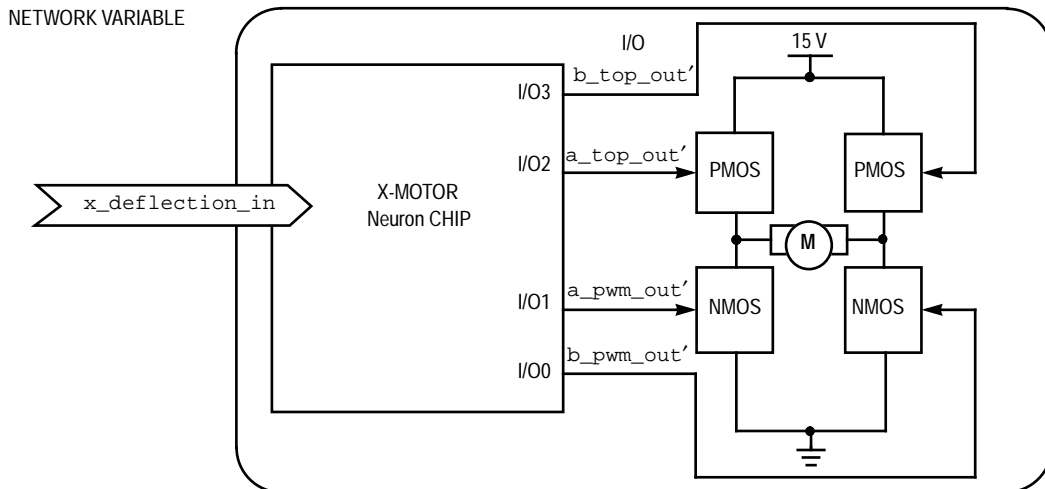 NETWORK VARIABLE
I/O
15 V
b_top_out′
I/O3
a_top_out′
I/O2
PMOS
PMOS
X-MOTOR
Neuron CHIP
x_deflection_in
M
a_pwm_out′
I/O1
NMOS
NMOS
b_pwm_out′
I/O0